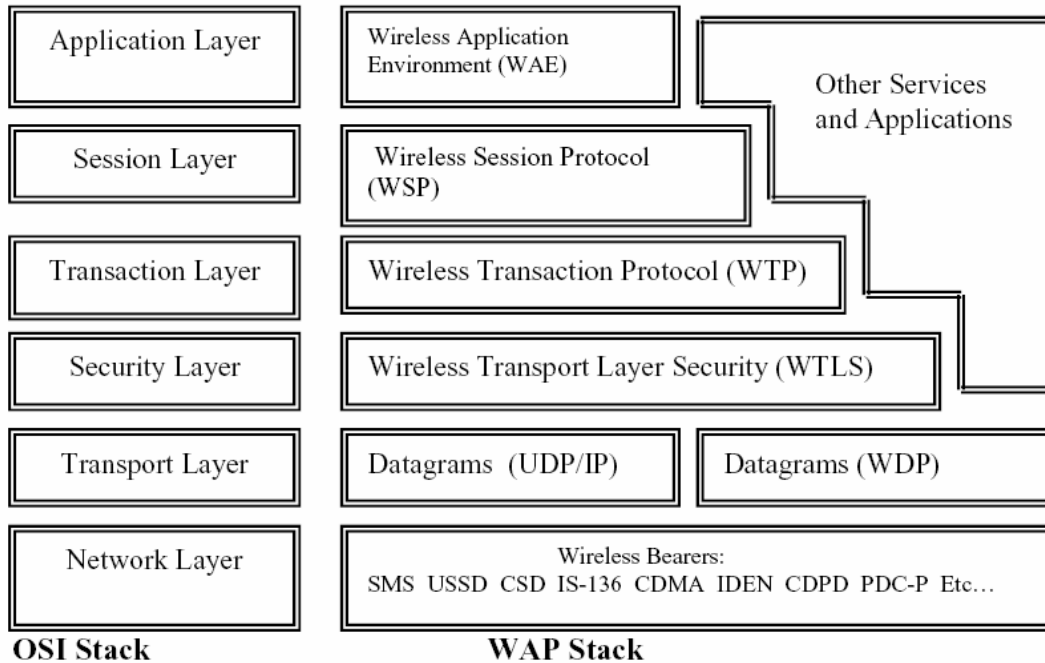 Application Layer
Wireless Application
Environment (WAE)
Other Services
and Applications
Session Layer
Wireless Session Protocol
(WSP)
Transaction Layer
Wireless Transaction Protocol (WTP)
Security Layer
Wireless Transport Layer Security (WTLS)
Transport Layer
Datagrams (UDP/IP)
Datagrams (WDP)
Network Layer
Wireless Bearers:
SMS USSD CSD IS-136 CDMA IDEN CDPD PDC-P Etc…
OSI Stack
WAP Stack